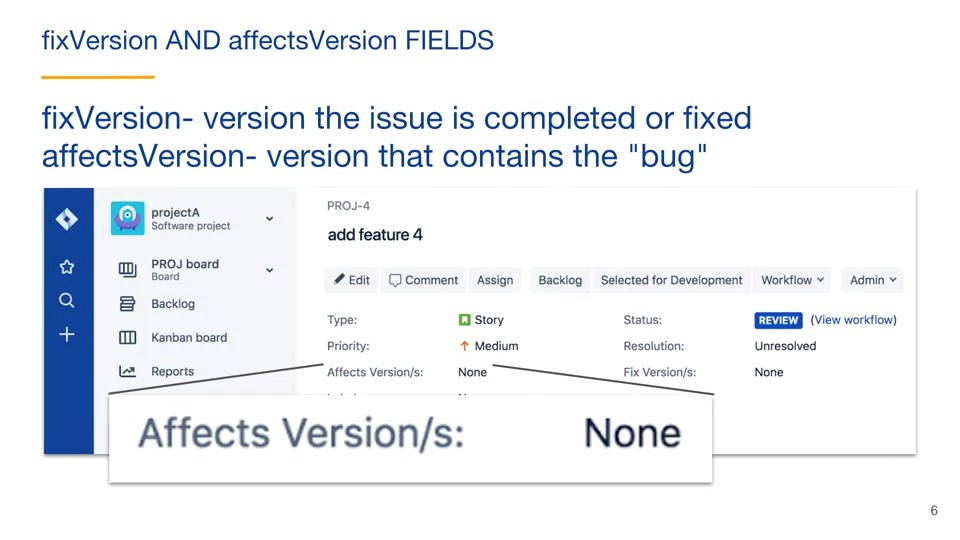 fixVersion AND affectsVersion FIELDS
fixVersion- version the issue is completed or fixed
affectsVersion- version that contains the "bug"
projectA
Software project
PROJ board
Board
Backlog
Kanban board
Reports
PROJ-4
add feature 4
Edit Comment Assign Backlog Selected for Development Workflow Admin
Type: Story Status: REVIEW (View workflow)
Priority: Medium Resolution: Unresolved
Affects Version/s: None Fix Version/s: None
Affects Version/s: None
6